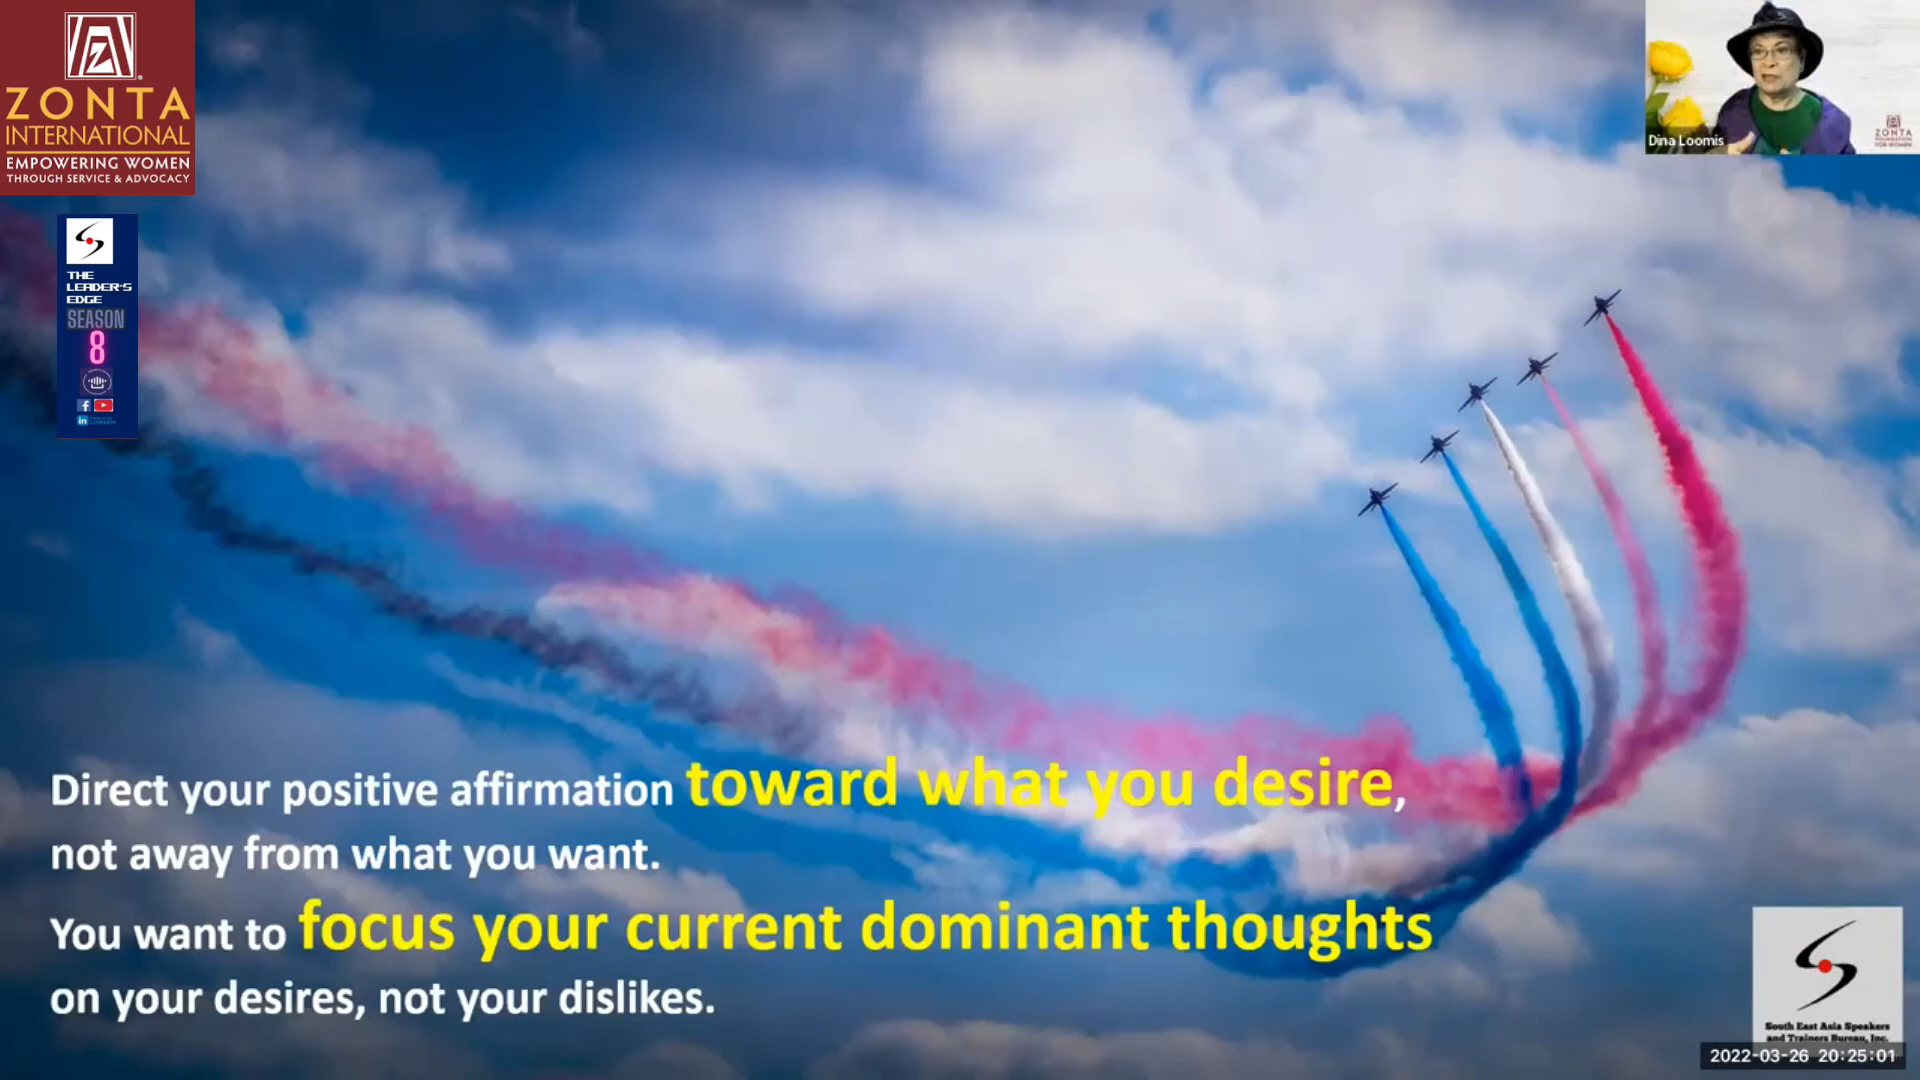 ZONTA
INTERNATIONAL
EMPOWERING WOMEN
THROUGH SERVICE & ADVOCACY
Dina Loomis
ZONTA
FOUNDATION
FOR WOMEN
THE
LEADER'S
EDGE
SEASON
8
Direct your positive affirmation toward what you desire,
not away from what you want.
You want to focus your current dominant thoughts
on your desires, not your dislikes.
South East Asia Speakers
and Trainers Bureau, Inc.
2022-03-26 20:25:01